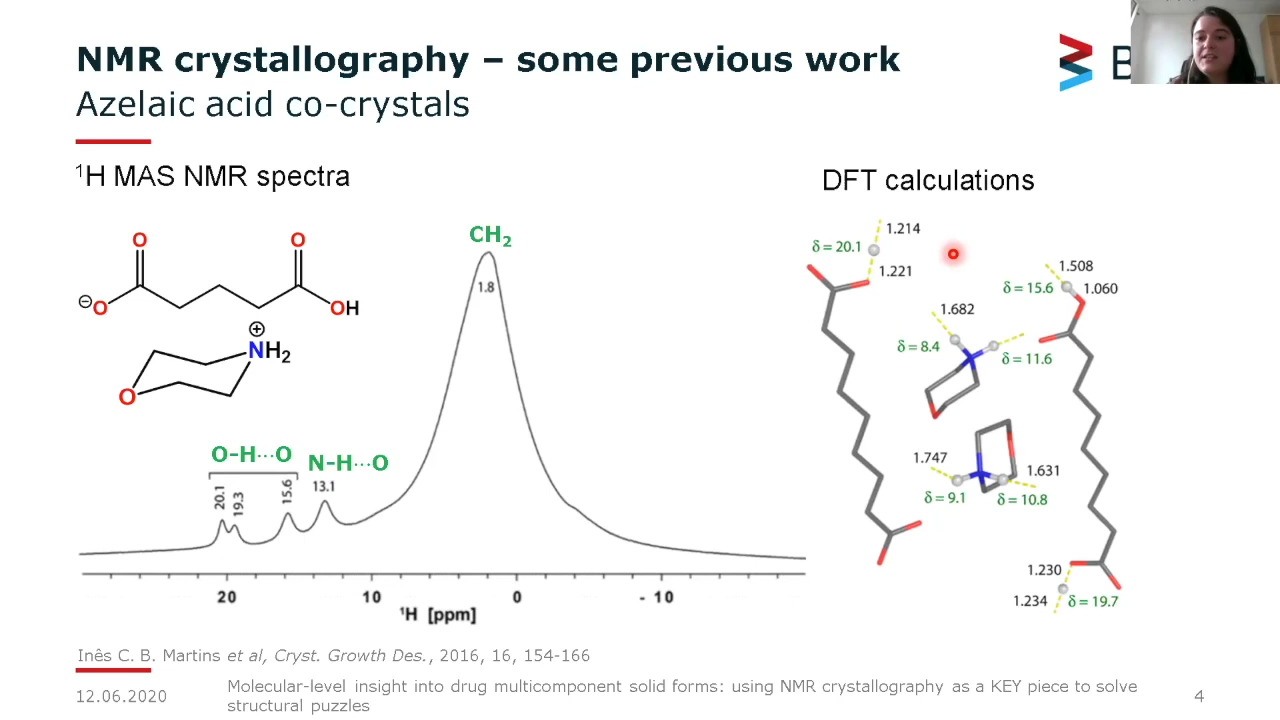 NMR crystallography – some previous work
Azelaic acid co-crystals
B
¹H MAS NMR spectra
DFT calculations
O
O
⊖O
OH
⊕
NH₂
O
CH₂
1.8
O–H···O
N–H···O
20.1
19.3
15.6
13.1
20
10
0
- 10
¹H [ppm]
1.214
δ = 20.1
1.221
1.508
δ = 15.6
1.060
1.682
δ = 8.4
δ = 11.6
1.747
1.631
δ = 9.1
δ = 10.8
1.230
1.234
δ = 19.7
Inês C. B. Martins et al, Cryst. Growth Des., 2016, 16, 154-166
12.06.2020
Molecular-level insight into drug multicomponent solid forms: using NMR crystallography as a KEY piece to solve
structural puzzles
4